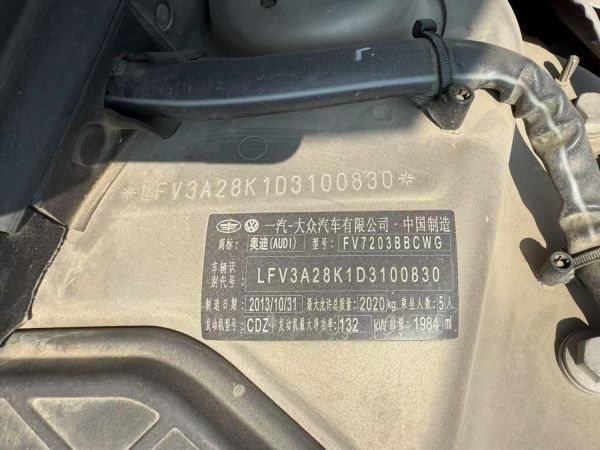 *LFV3A28K1D3100830*
一汽-大众汽车有限公司·中国制造
商标: 奥迪(AUDI) 型号: FV7203BBCWG
车辆识别代号: LFV3A28K1D3100830
制造日期: 2013/10/31 最大允许总质量: 2020kg 乘坐人数: 5人
发动机型号: CDZ 发动机最大净功率: 132 kW 排量: 1984 ml